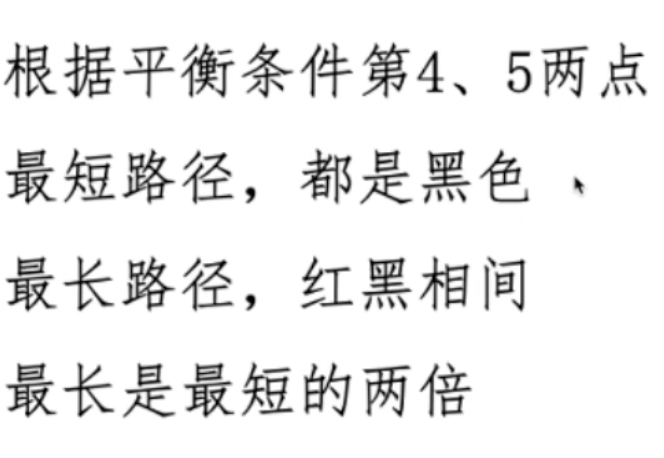 根据平衡条件第4、5两点
最短路径，都是黑色
最长路径，红黑相间
最长是最短的两倍